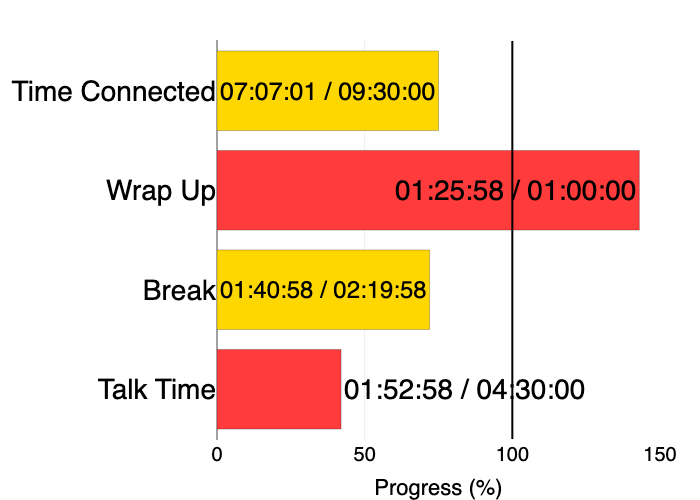 Time Connected 07:07:01 / 09:30:00
Wrap Up 01:25:58 / 01:00:00
Break 01:40:58 / 02:19:58
Talk Time 01:52:58 / 04:30:00
0 50 100 150
Progress (%)